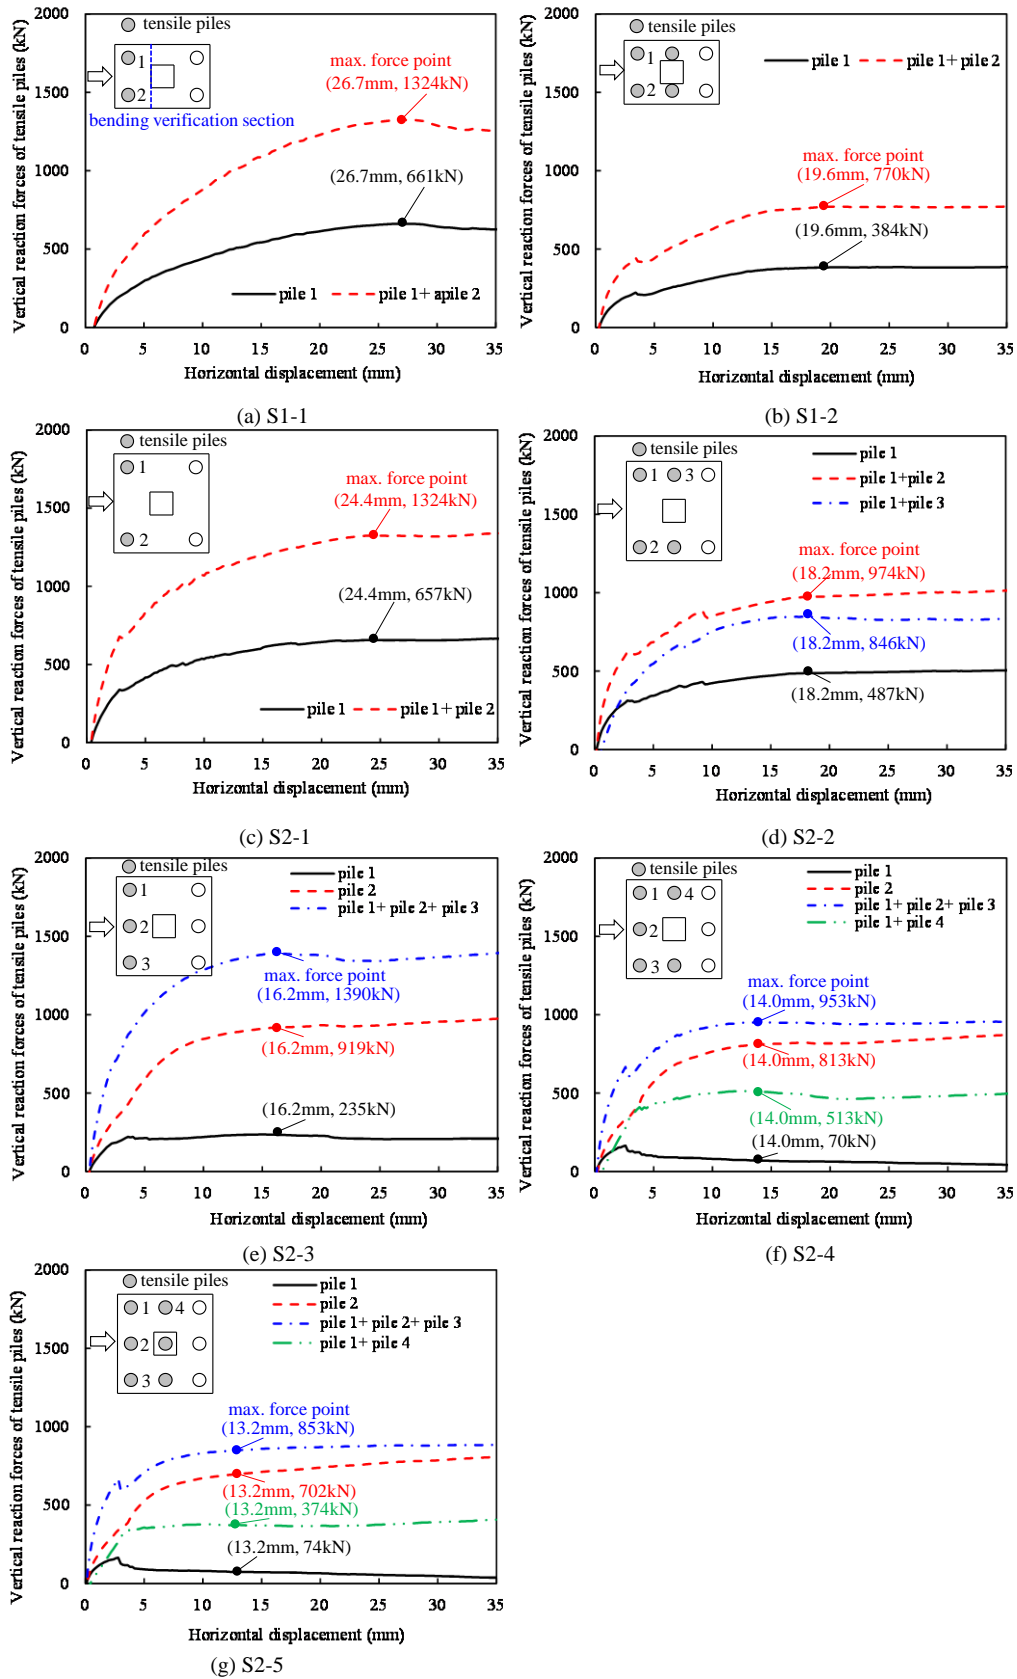 tensile piles
1
2
bending verification section
max. force point
(26.7mm, 1324kN)
(26.7mm, 661kN)
pile 1 pile 1+ apile 2
Vertical reaction forces of tensile piles (kN)
2000
1500
1000
500
0
0 5 10 15 20 25 30 35
Horizontal displacement (mm)
(a) S1-1
tensile piles
1
2
pile 1 pile 1+ pile 2
max. force point
(19.6mm, 770kN)
(19.6mm, 384kN)
Vertical reaction forces of tensile piles (kN)
2000
1500
1000
500
0
0 5 10 15 20 25 30 35
Horizontal displacement (mm)
(b) S1-2
tensile piles
1
2
max. force point
(24.4mm, 1324kN)
(24.4mm, 657kN)
pile 1 pile 1+ pile 2
Vertical reaction forces of tensile piles (kN)
2000
1500
1000
500
0
0 5 10 15 20 25 30 35
Horizontal displacement (mm)
(c) S2-1
tensile piles
1 3
2
pile 1
pile 1+pile 2
pile 1+pile 3
max. force point
(18.2mm, 974kN)
(18.2mm, 846kN)
(18.2mm, 487kN)
Vertical reaction forces of tensile piles (kN)
2000
1500
1000
500
0
0 5 10 15 20 25 30 35
Horizontal displacement (mm)
(d) S2-2
tensile piles
1
2
3
pile 1
pile 2
pile 1+ pile 2+ pile 3
max. force point
(16.2mm, 1390kN)
(16.2mm, 919kN)
(16.2mm, 235kN)
Vertical reaction forces of tensile piles (kN)
2000
1500
1000
500
0
0 5 10 15 20 25 30 35
Horizontal displacement (mm)
(e) S2-3
tensile piles
1 4
2
3
pile 1
pile 2
pile 1+ pile 2+ pile 3
pile 1+ pile 4
max. force point
(14.0mm, 953kN)
(14.0mm, 813kN)
(14.0mm, 513kN)
(14.0mm, 70kN)
Vertical reaction forces of tensile piles (kN)
2000
1500
1000
500
0
0 5 10 15 20 25 30 35
Horizontal displacement (mm)
(f) S2-4
tensile piles
1 4
2
3
pile 1
pile 2
pile 1+ pile 2+ pile 3
pile 1+ pile 4
max. force point
(13.2mm, 853kN)
(13.2mm, 702kN)
(13.2mm, 374kN)
(13.2mm, 74kN)
Vertical reaction forces of tensile piles (kN)
2000
1500
1000
500
0
0 5 10 15 20 25 30 35
Horizontal displacement (mm)
(g) S2-5